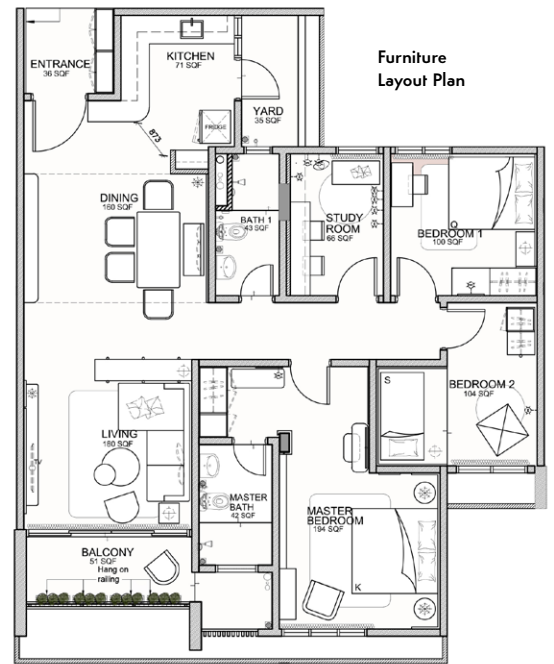 Furniture
Layout Plan
ENTRANCE
36 SQF
KITCHEN
71 SQF
YARD
35 SQF
FRIDGE
873
DINING
160 SQF
BATH 1
43 SQF
STUDY
ROOM
66 SQF
BEDROOM 1
100 SQF
Q
S
BEDROOM 2
104 SQF
LIVING
180 SQF
TV
MASTER
BATH
42 SQF
MASTER
BEDROOM
194 SQF
K
BALCONY
51 SQF
Hang on
railing